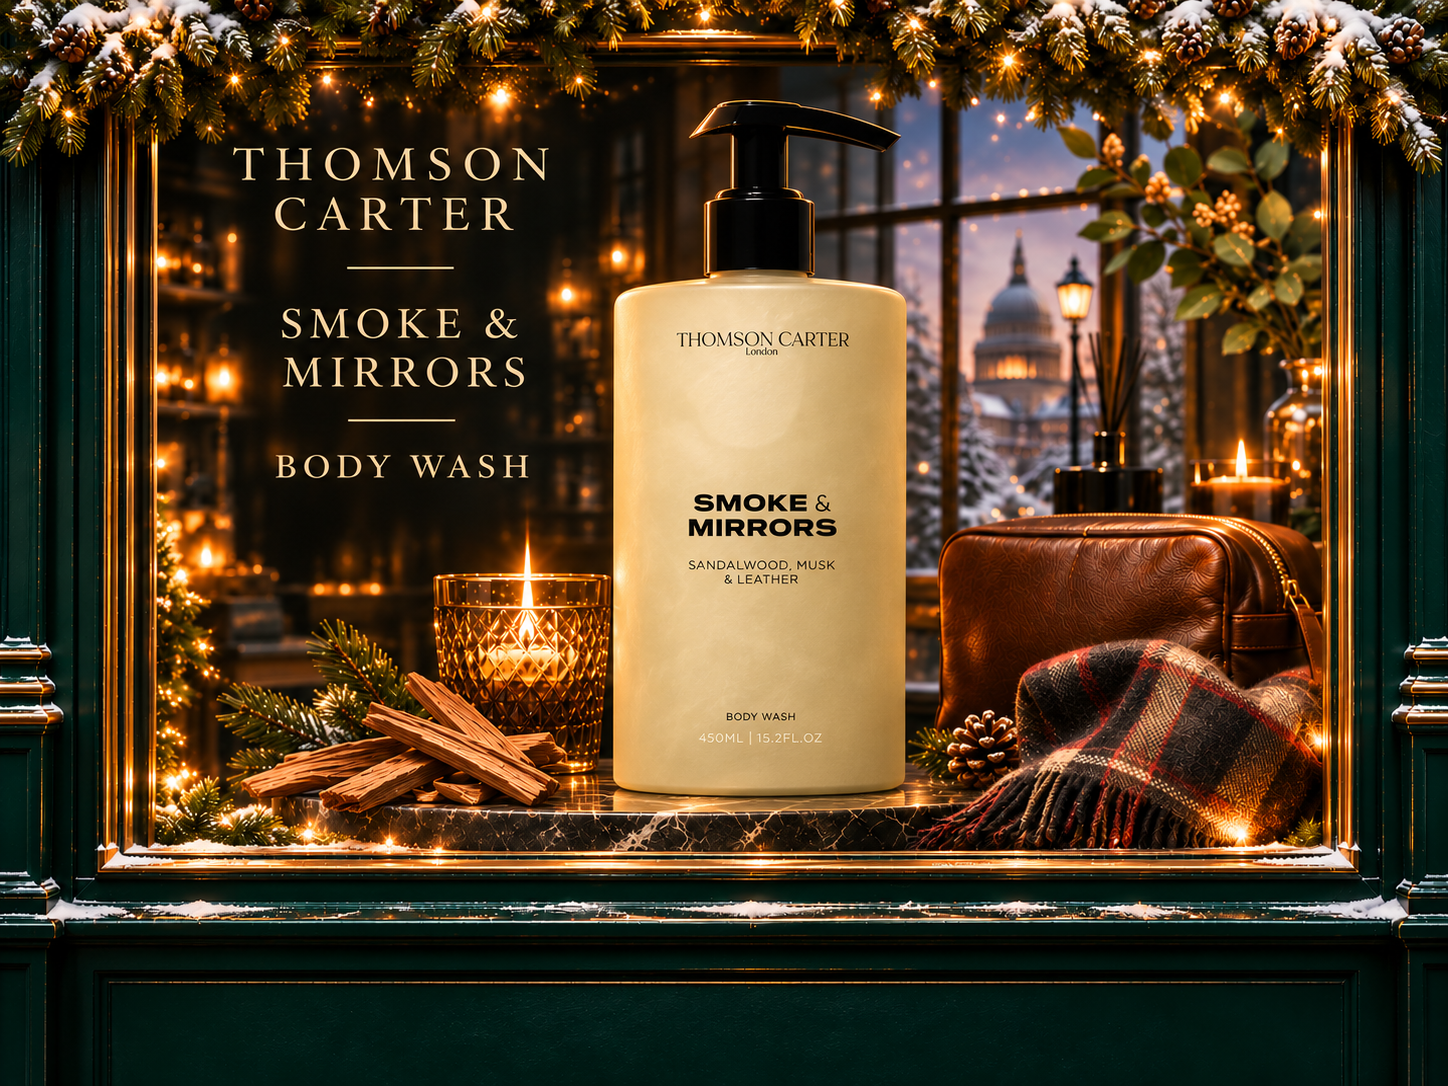 THOMSON
CARTER
SMOKE &
MIRRORS
BODY WASH
THOMSON CARTER
London
SMOKE &
MIRRORS
SANDALWOOD, MUSK
& LEATHER
BODY WASH
450ML | 15.2FL.OZ